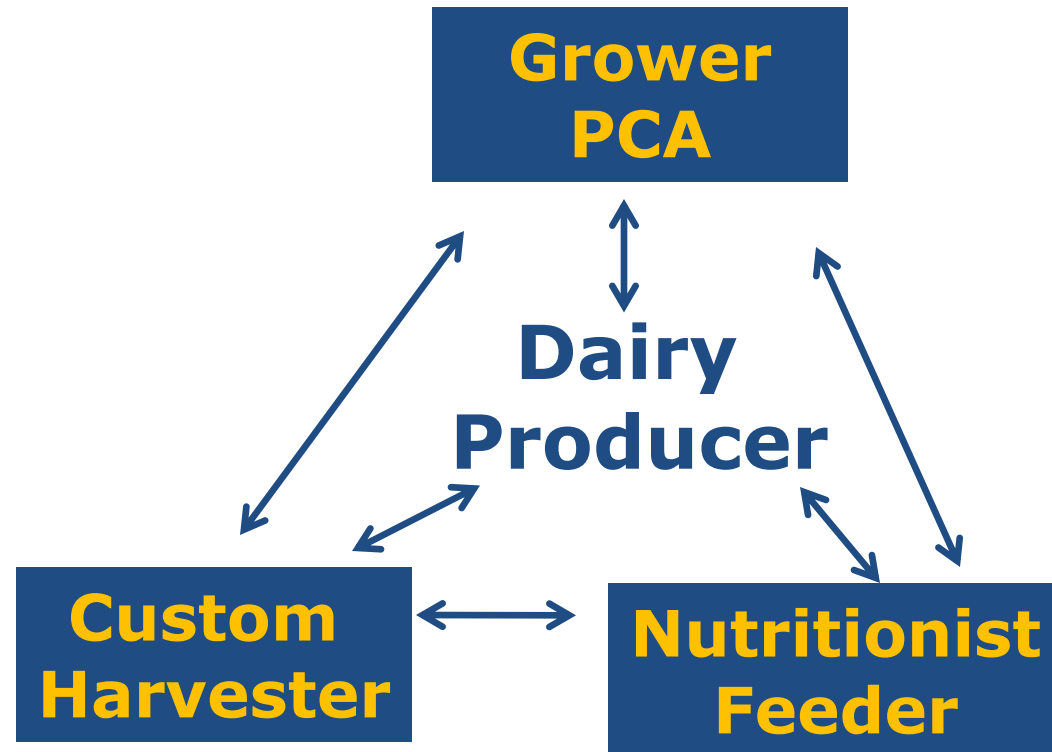 Grower
PCA
Dairy
Producer
Custom
Harvester
Nutritionist
Feeder